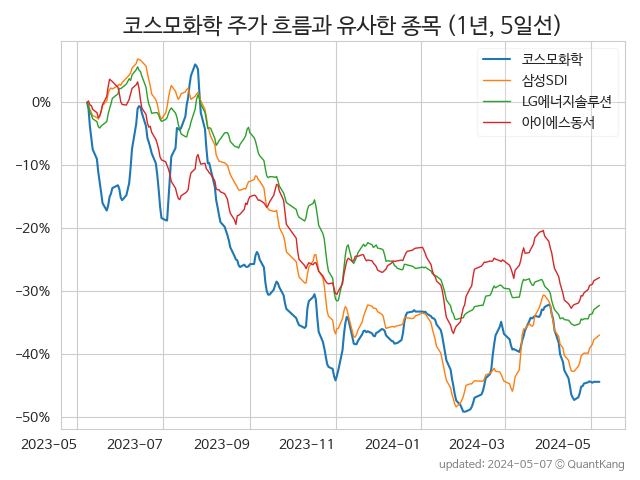 코스모화학 주가 흐름과 유사한 종목 (1년, 5일선)
코스모화학
삼성SDI
LG에너지솔루션
아이에스동서
0%
−10%
−20%
−30%
−40%
−50%
2023-05 2023-07 2023-09 2023-11 2024-01 2024-03 2024-05
updated: 2024-05-07 © QuantKang